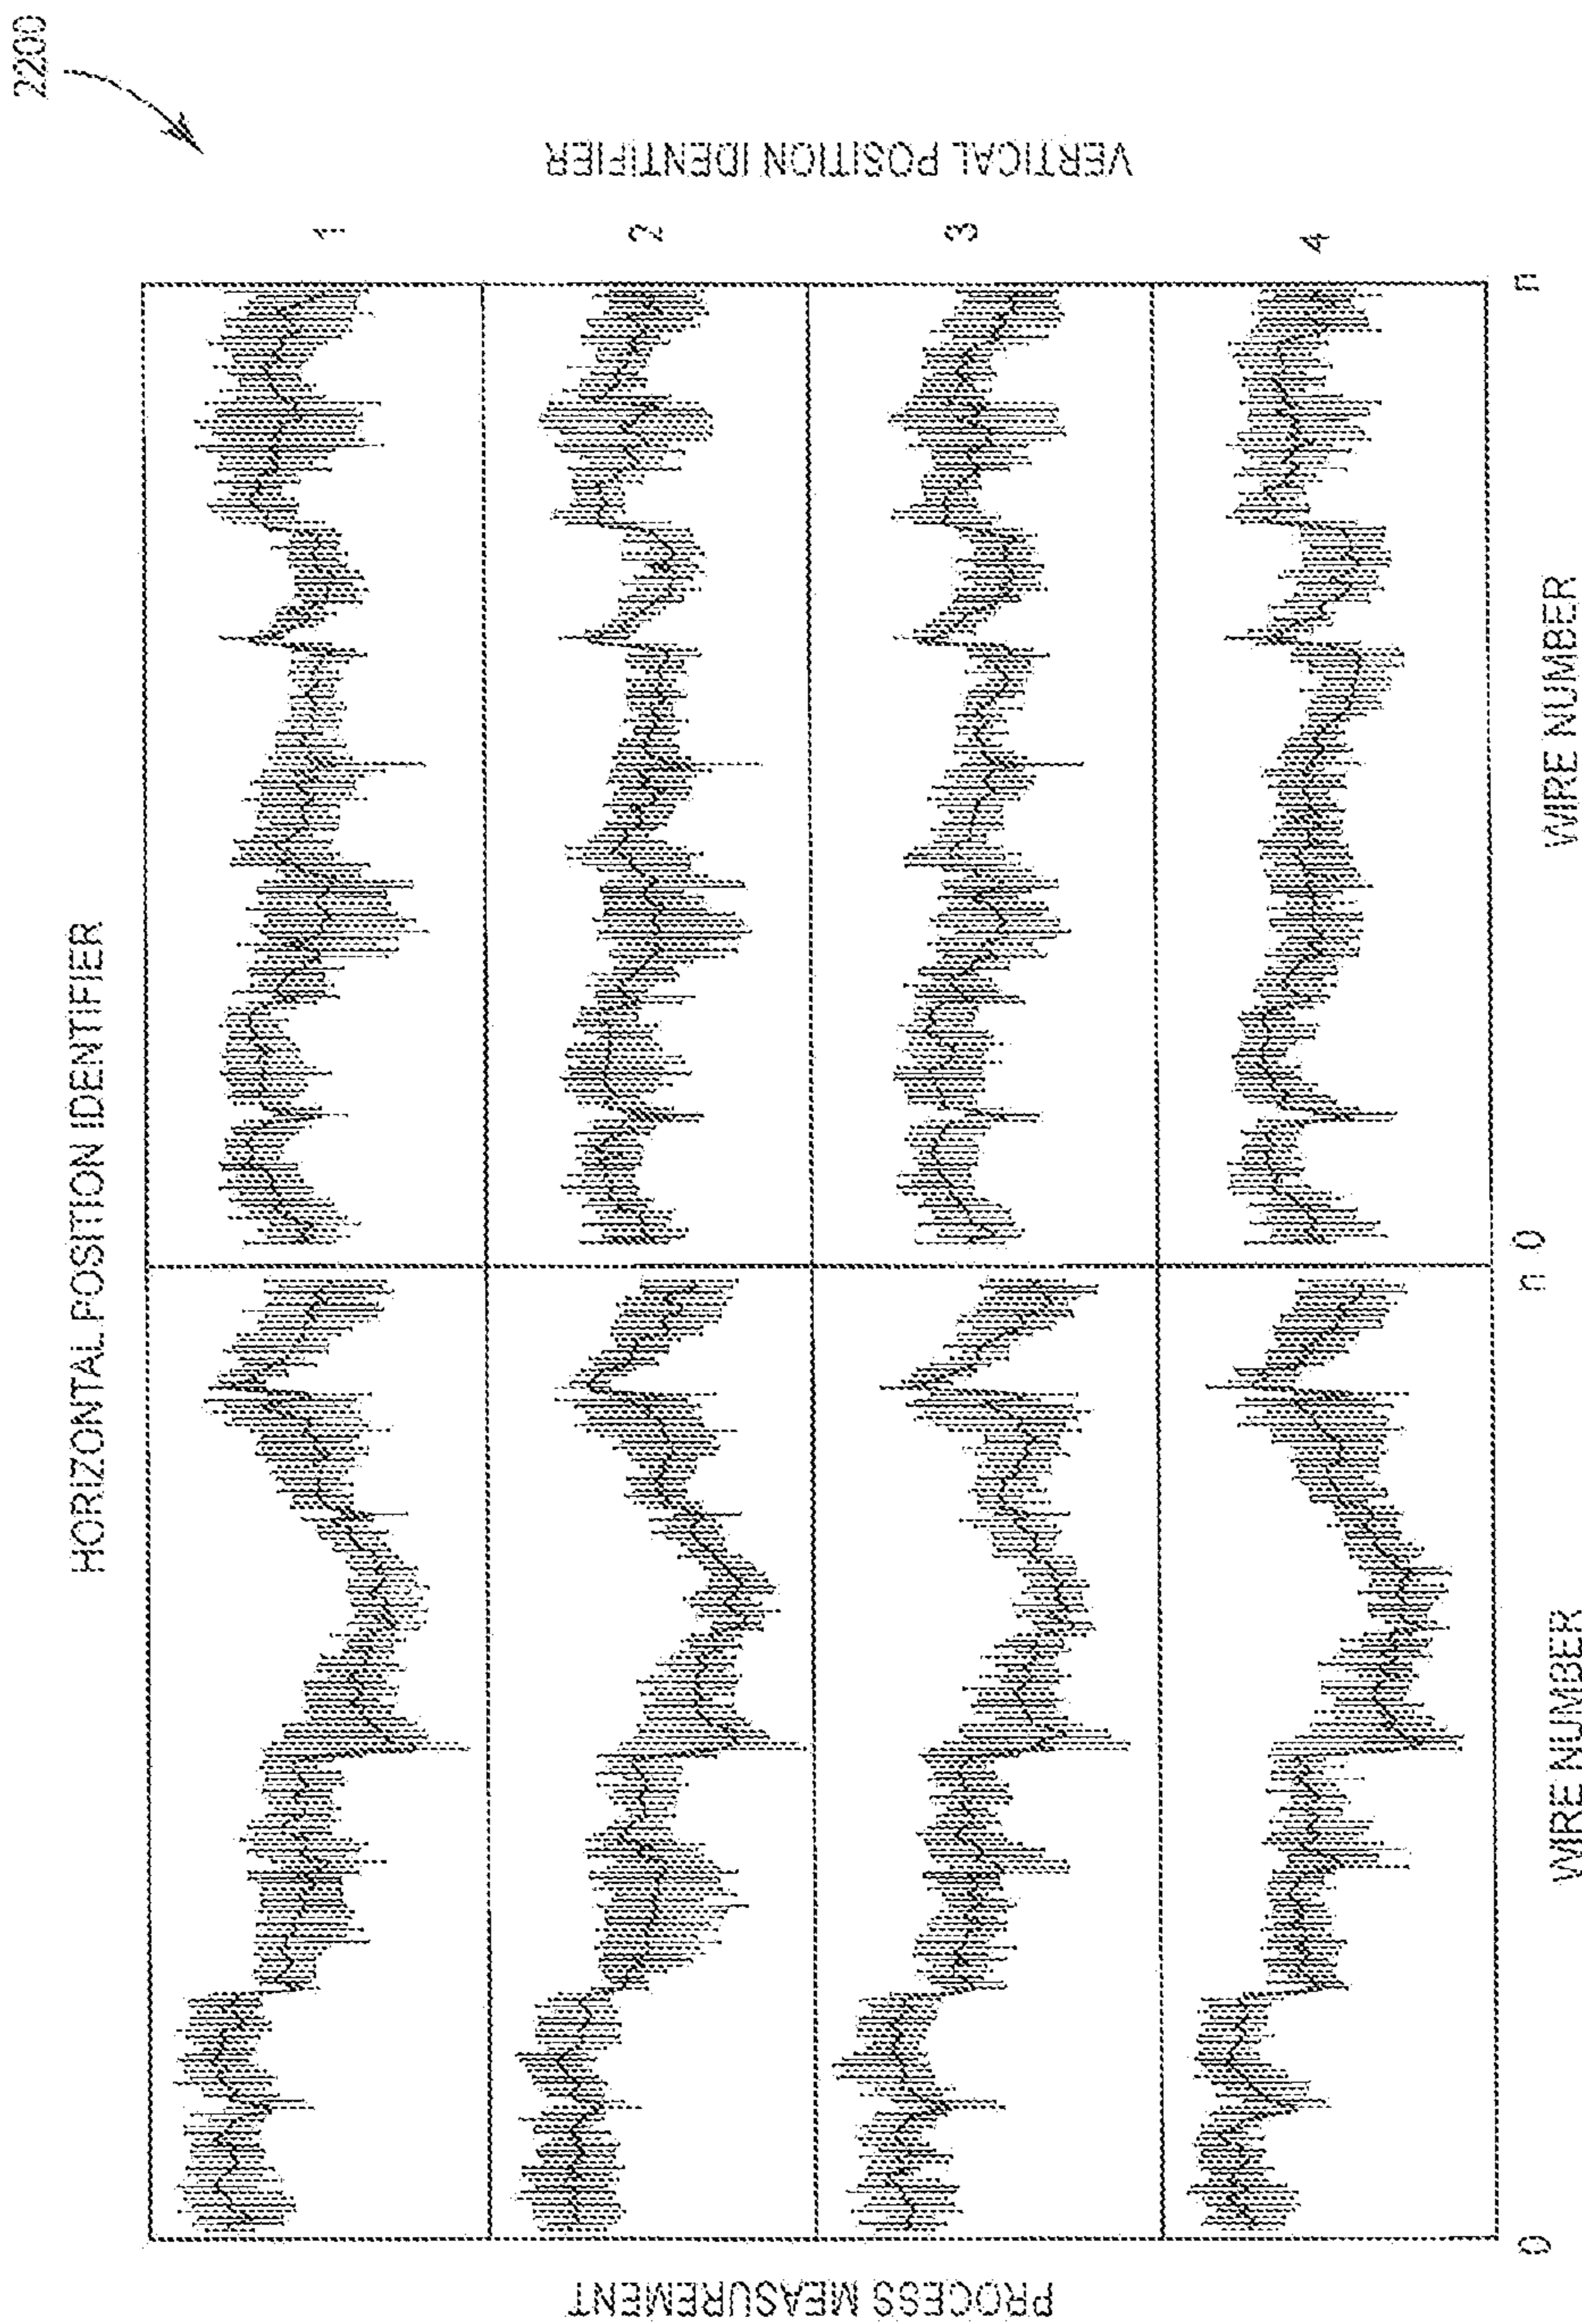 2200
HORIZONTAL POSITION IDENTIFIER
PROCESS MEASUREMENT
VERTICAL POSITION IDENTIFIER
1
2
3
4
0
n
0
n
WIRE NUMBER
WIRE NUMBER